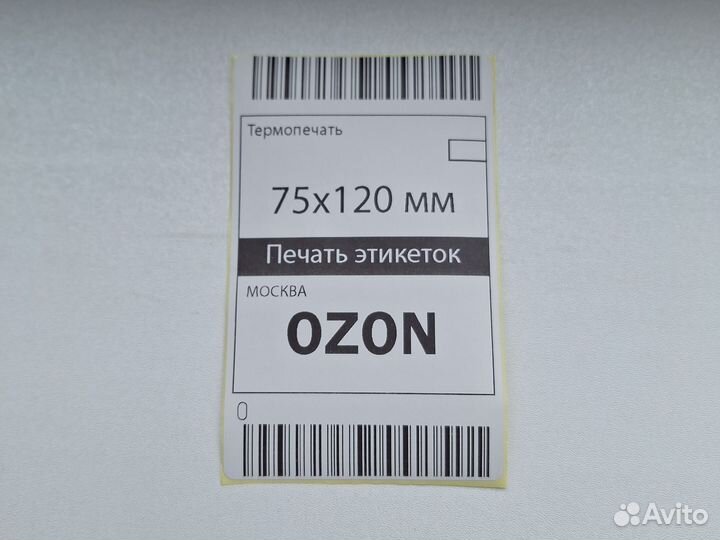 Термопечать
75x120 мм
Печать этикеток
МОСКВА
OZON
0
Avito